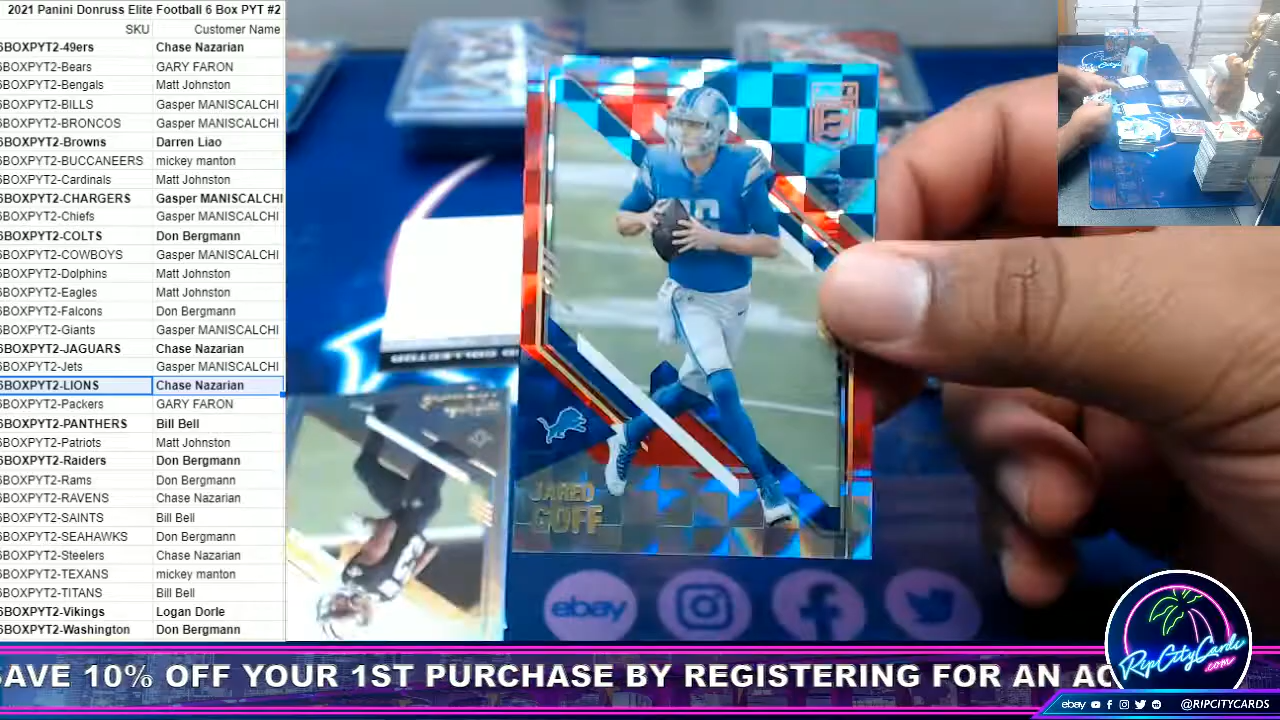 2021 Panini Donruss Elite Football 6 Box PYT #2
SKU Customer Name
6BOXPYT2-49ers Chase Nazarian
6BOXPYT2-Bears GARY FARON
6BOXPYT2-Bengals Matt Johnston
6BOXPYT2-BILLS Gasper MANISCALCHI
6BOXPYT2-BRONCOS Gasper MANISCALCHI
6BOXPYT2-Browns Darren Liao
6BOXPYT2-BUCCANEERS mickey manton
6BOXPYT2-Cardinals Matt Johnston
6BOXPYT2-CHARGERS Gasper MANISCALCHI
6BOXPYT2-Chiefs Gasper MANISCALCHI
6BOXPYT2-COLTS Don Bergmann
6BOXPYT2-COWBOYS Gasper MANISCALCHI
6BOXPYT2-Dolphins Matt Johnston
6BOXPYT2-Eagles Matt Johnston
6BOXPYT2-Falcons Don Bergmann
6BOXPYT2-Giants Gasper MANISCALCHI
6BOXPYT2-JAGUARS Chase Nazarian
6BOXPYT2-Jets Gasper MANISCALCHI
6BOXPYT2-LIONS Chase Nazarian
6BOXPYT2-Packers GARY FARON
6BOXPYT2-PANTHERS Bill Bell
6BOXPYT2-Patriots Matt Johnston
6BOXPYT2-Raiders Don Bergmann
6BOXPYT2-Rams Don Bergmann
6BOXPYT2-RAVENS Chase Nazarian
6BOXPYT2-SAINTS Bill Bell
6BOXPYT2-SEAHAWKS Don Bergmann
6BOXPYT2-Steelers Chase Nazarian
6BOXPYT2-TEXANS mickey manton
6BOXPYT2-TITANS Bill Bell
6BOXPYT2-Vikings Logan Dorle
6BOXPYT2-Washington Don Bergmann
E
16
JARED
GOFF
COLLECTOR
ebay
SAVE 10% OFF YOUR 1ST PURCHASE BY REGISTERING FOR AN AC
RipCityCards
.com
ebay @RIPCITYCARDS